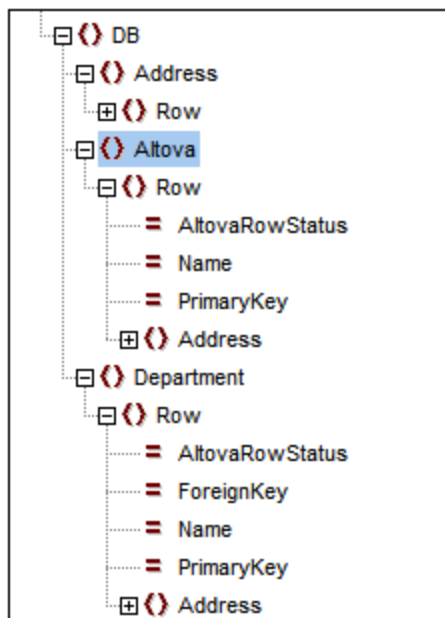 DB
Address
Row
Altova
Row
AltovaRowStatus
Name
PrimaryKey
Address
Department
Row
AltovaRowStatus
ForeignKey
Name
PrimaryKey
Address